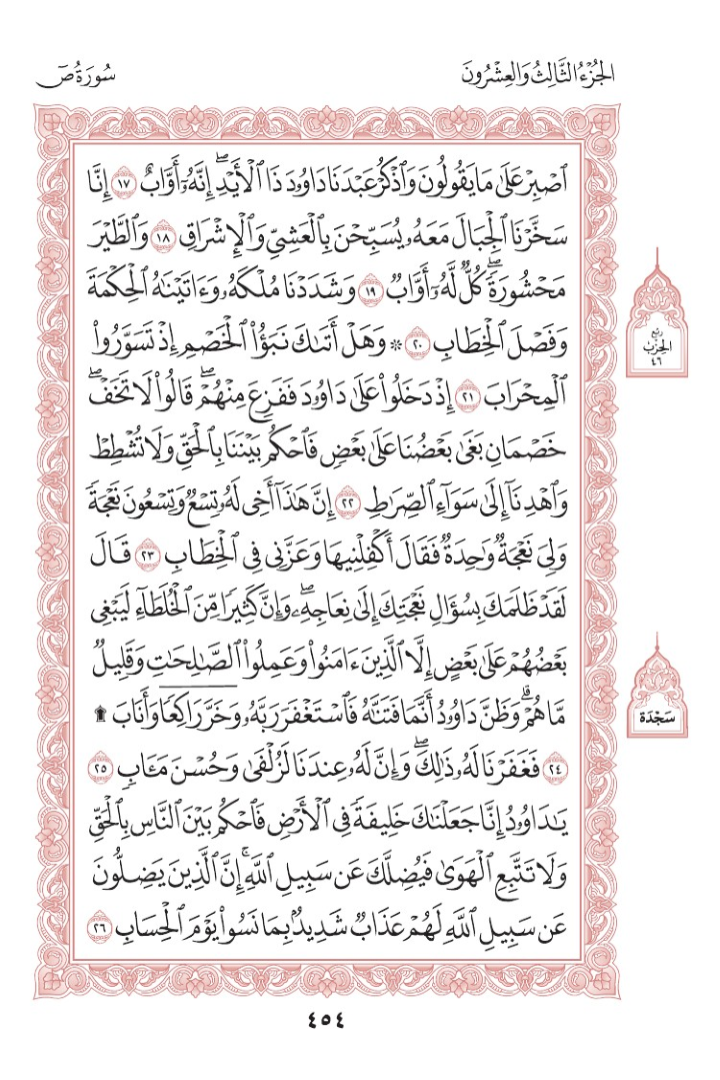 الجُزْءُ الثَّالِثُ وَالعِشْرُونَ
سُورَةُ صٓ
ٱصۡبِرۡ عَلَىٰ مَا يَقُولُونَ وَٱذۡكُرۡ عَبۡدَنَا دَاوُۥدَ ذَا ٱلۡأَيۡدِۖ إِنَّهُۥٓ أَوَّابٌ ١٧ إِنَّا
سَخَّرۡنَا ٱلۡجِبَالَ مَعَهُۥ يُسَبِّحۡنَ بِٱلۡعَشِيِّ وَٱلۡإِشۡرَاقِ ١٨ وَٱلطَّيۡرَ
مَحۡشُورَةٗۖ كُلّٞ لَّهُۥٓ أَوَّابٞ ١٩ وَشَدَدۡنَا مُلۡكَهُۥ وَءَاتَيۡنَٰهُ ٱلۡحِكۡمَةَ
وَفَصۡلَ ٱلۡخِطَابِ ٢٠ ۞ وَهَلۡ أَتَىٰكَ نَبَؤُاْ ٱلۡخَصۡمِ إِذۡ تَسَوَّرُواْ
ٱلۡمِحۡرَابَ ٢١ إِذۡ دَخَلُواْ عَلَىٰ دَاوُۥدَ فَفَزِعَ مِنۡهُمۡۖ قَالُواْ لَا تَخَفۡۖ
خَصۡمَانِ بَغَىٰ بَعۡضُنَا عَلَىٰ بَعۡضٖ فَٱحۡكُم بَيۡنَنَا بِٱلۡحَقِّ وَلَا تُشۡطِطۡ
وَٱهۡدِنَآ إِلَىٰ سَوَآءِ ٱلصِّرَٰطِ ٢٢ إِنَّ هَٰذَآ أَخِي لَهُۥ تِسۡعٞ وَتِسۡعُونَ نَعۡجَةٗ
وَلِيَ نَعۡجَةٞ وَٰحِدَةٞ فَقَالَ أَكۡفِلۡنِيهَا وَعَزَّنِي فِي ٱلۡخِطَابِ ٢٣ قَالَ
لَقَدۡ ظَلَمَكَ بِسُؤَالِ نَعۡجَتِكَ إِلَىٰ نِعَاجِهِۦۖ وَإِنَّ كَثِيرٗا مِّنَ ٱلۡخُلَطَآءِ لَيَبۡغِي
بَعۡضُهُمۡ عَلَىٰ بَعۡضٍ إِلَّا ٱلَّذِينَ ءَامَنُواْ وَعَمِلُواْ ٱلصَّٰلِحَٰتِ وَقَلِيلٞ
مَّا هُمۡۗ وَظَنَّ دَاوُۥدُ أَنَّمَا فَتَنَّٰهُ فَٱسۡتَغۡفَرَ رَبَّهُۥ وَخَرَّۤ رَاكِعٗاۤ وَأَنَابَ ۩
٢٤ فَغَفَرۡنَا لَهُۥ ذَٰلِكَۖ وَإِنَّ لَهُۥ عِندَنَا لَزُلۡفَىٰ وَحُسۡنَ مَـَٔابٖ ٢٥
يَٰدَاوُۥدُ إِنَّا جَعَلۡنَٰكَ خَلِيفَةٗ فِي ٱلۡأَرۡضِ فَٱحۡكُم بَيۡنَ ٱلنَّاسِ بِٱلۡحَقِّ
وَلَا تَتَّبِعِ ٱلۡهَوَىٰ فَيُضِلَّكَ عَن سَبِيلِ ٱللَّهِۚ إِنَّ ٱلَّذِينَ يَضِلُّونَ
عَن سَبِيلِ ٱللَّهِ لَهُمۡ عَذَابٞ شَدِيدُۢ بِمَا نَسُواْ يَوۡمَ ٱلۡحِسَابِ ٢٦
ربع
الحِزْب
٤٦
سَجْدَة
٤٥٤